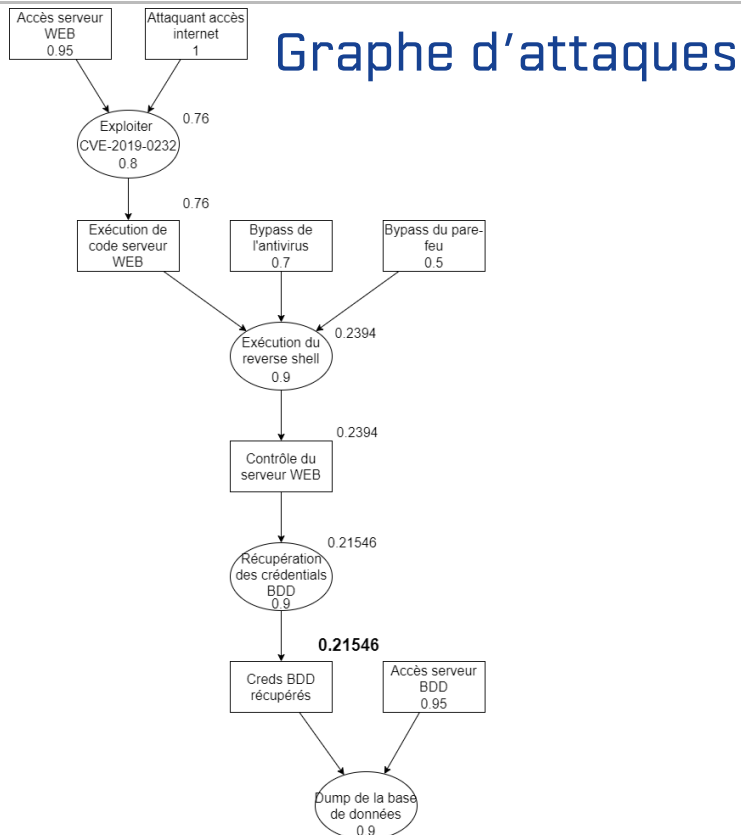 Graphe d'attaques
Accès serveur
WEB
0.95
Attaquant accès
internet
1
Exploiter
CVE-2019-0232
0.8
0.76
0.76
Exécution de
code serveur
WEB
Bypass de
l'antivirus
0.7
Bypass du pare-
feu
0.5
Exécution du
reverse shell
0.9
0.2394
0.2394
Contrôle du
serveur WEB
0.21546
Récupération
des crédentials
BDD
0.9
0.21546
Creds BDD
récupérés
Accès serveur
BDD
0.95
Dump de la base
de données
0.9